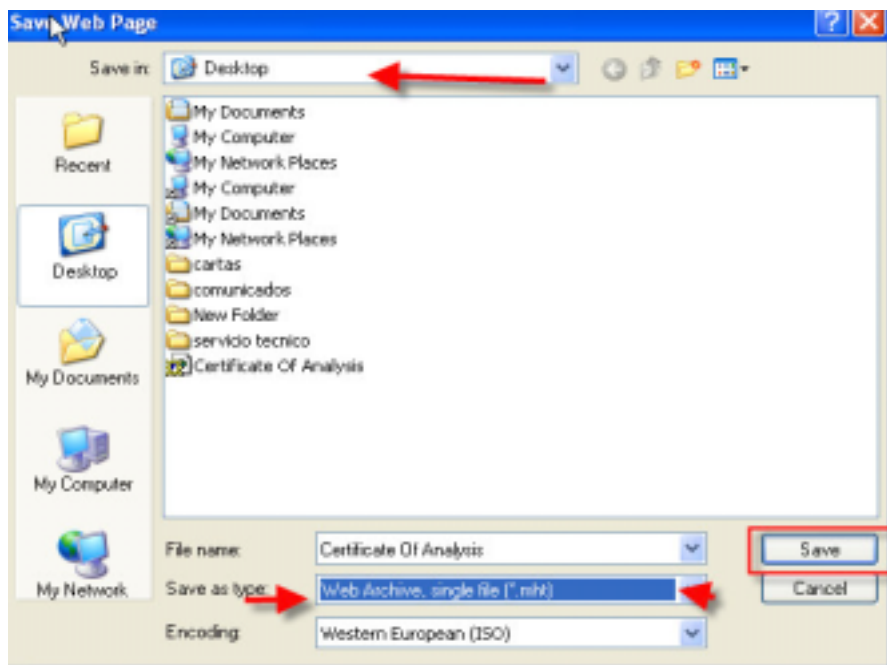 Save Web Page
Save in: Desktop
My Documents
My Computer
My Network Places
My Computer
My Documents
My Network Places
cartas
comunicados
New Folder
servicio tecnico
Certificate Of Analysis
Recent
Desktop
My Documents
My Computer
My Network
File name: Certificate Of Analysis
Save
Save as type: Web Archive, single file (*.mht)
Cancel
Encoding: Western European (ISO)